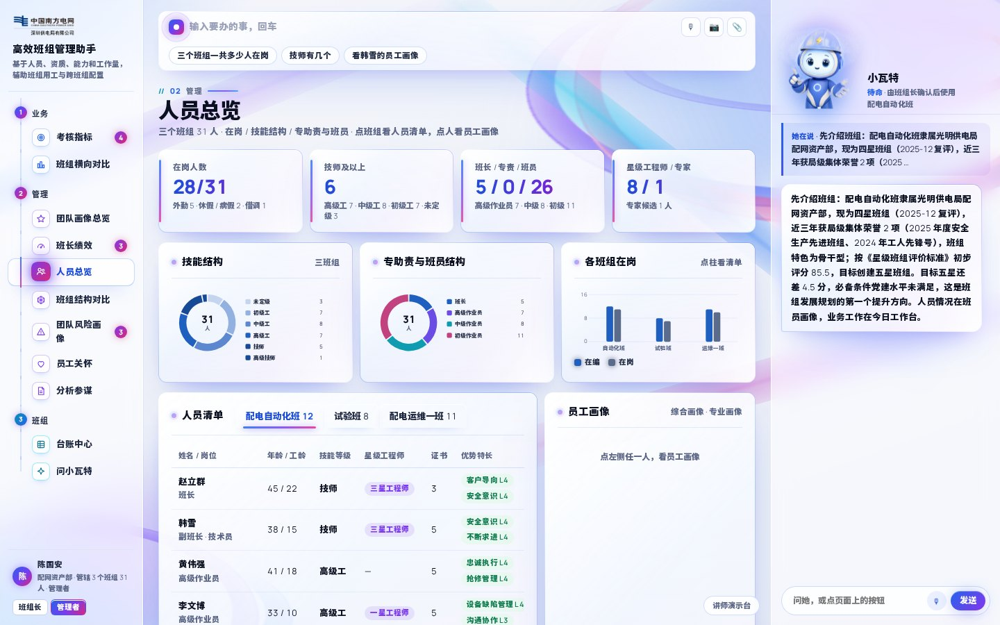 中国南方电网
CHINA SOUTHERN POWER GRID
深圳供电局有限公司
高效班组管理助手
基于人员、资质、能力和工作量，
辅助班组用工与跨班组配置
1 业务
考核指标 4
班组横向对比
2 管理
团队画像总览
班长绩效 3
人员总览
班组结构对比
团队风险画
像 3
员工关怀
分析参谋
3 班组
台账中心
问小瓦特
陈 陈国安
配网资产部 · 管辖 3 个班组 31
人 · 管理者
班组长 管理者
输入要办的事，回车
三个班组一共多少人在岗 技师有几个 看韩雪的员工画像
// 02 管理
人员总览
三个班组 31 人 · 在岗 / 技能结构 / 专助责与班员 · 点班组看人员清单，点人看员工画像
在岗人数
28/31
外勤 5 · 休假 / 病假 2 · 借调 1
技师及以上
6
高级工 7 · 中级工 8 · 初级工 7 · 未定
级 3
班长 / 专责 / 班员
5 / 0 / 26
高级作业员 7 · 中级 8 · 初级 11
星级工程师 / 专家
8 / 1
专家候选 1 人
技能结构 三班组
31
人
未定级 3
初级工 7
中级工 8
高级工 7
技师 5
高级技师 1
专助责与班员结构
31
人
班长 5
高级作业员 7
中级作业员 8
初级作业员 11
各班组在岗 点柱看清单
16
8
0
自动化班 试验班 运维一班
在编 在岗
人员清单 配电自动化班 12 试验班 8 配电运维一班 11
姓名 / 岗位 年龄 / 工龄 技能等级 星级工程师 证书 优势特长
赵立群
班长 45 / 22 技师 三星工程师 3 客户导向 L4
安全意识 L4
韩雪
副班长 · 技术员 38 / 15 技师 三星工程师 5 安全意识 L4
不断求进 L4
黄伟强
高级作业员 41 / 18 高级工 — 5 忠诚执行 L4
抢修管理 L4
李文博
高级作业员 33 / 10 高级工 一星工程师 5 设备缺陷管理 L4
沟通协作 L3
员工画像 综合画像 · 专业画像
点左侧任一人，看员工画像
讲师演示台
小瓦特
待命 · 由班组长确认后使用
配电自动化班
她在说 · 先介绍班组：配电自动化班隶属光明供电局
配网资产部，现为四星班组（2025-12 复评），近三
年获局级集体荣誉 2 项（2025 …
先介绍班组：配电自动化班隶属光明供电局配
网资产部，现为四星班组（2025-12 复评），
近三年获局级集体荣誉 2 项（2025 年度安全
生产先进班组、2024 年工人先锋号），班组
特色为骨干型；按《星级班组评价标准》初步
评分 85.5，目标创建五星班组。目标五星还
差 4.5 分，必备条件党建水平未满足，这是班
组发展规划的第一个提升方向。人员情况在班
员画像，业务工作在今日工作台。
问她，或点页面上的按钮 发送